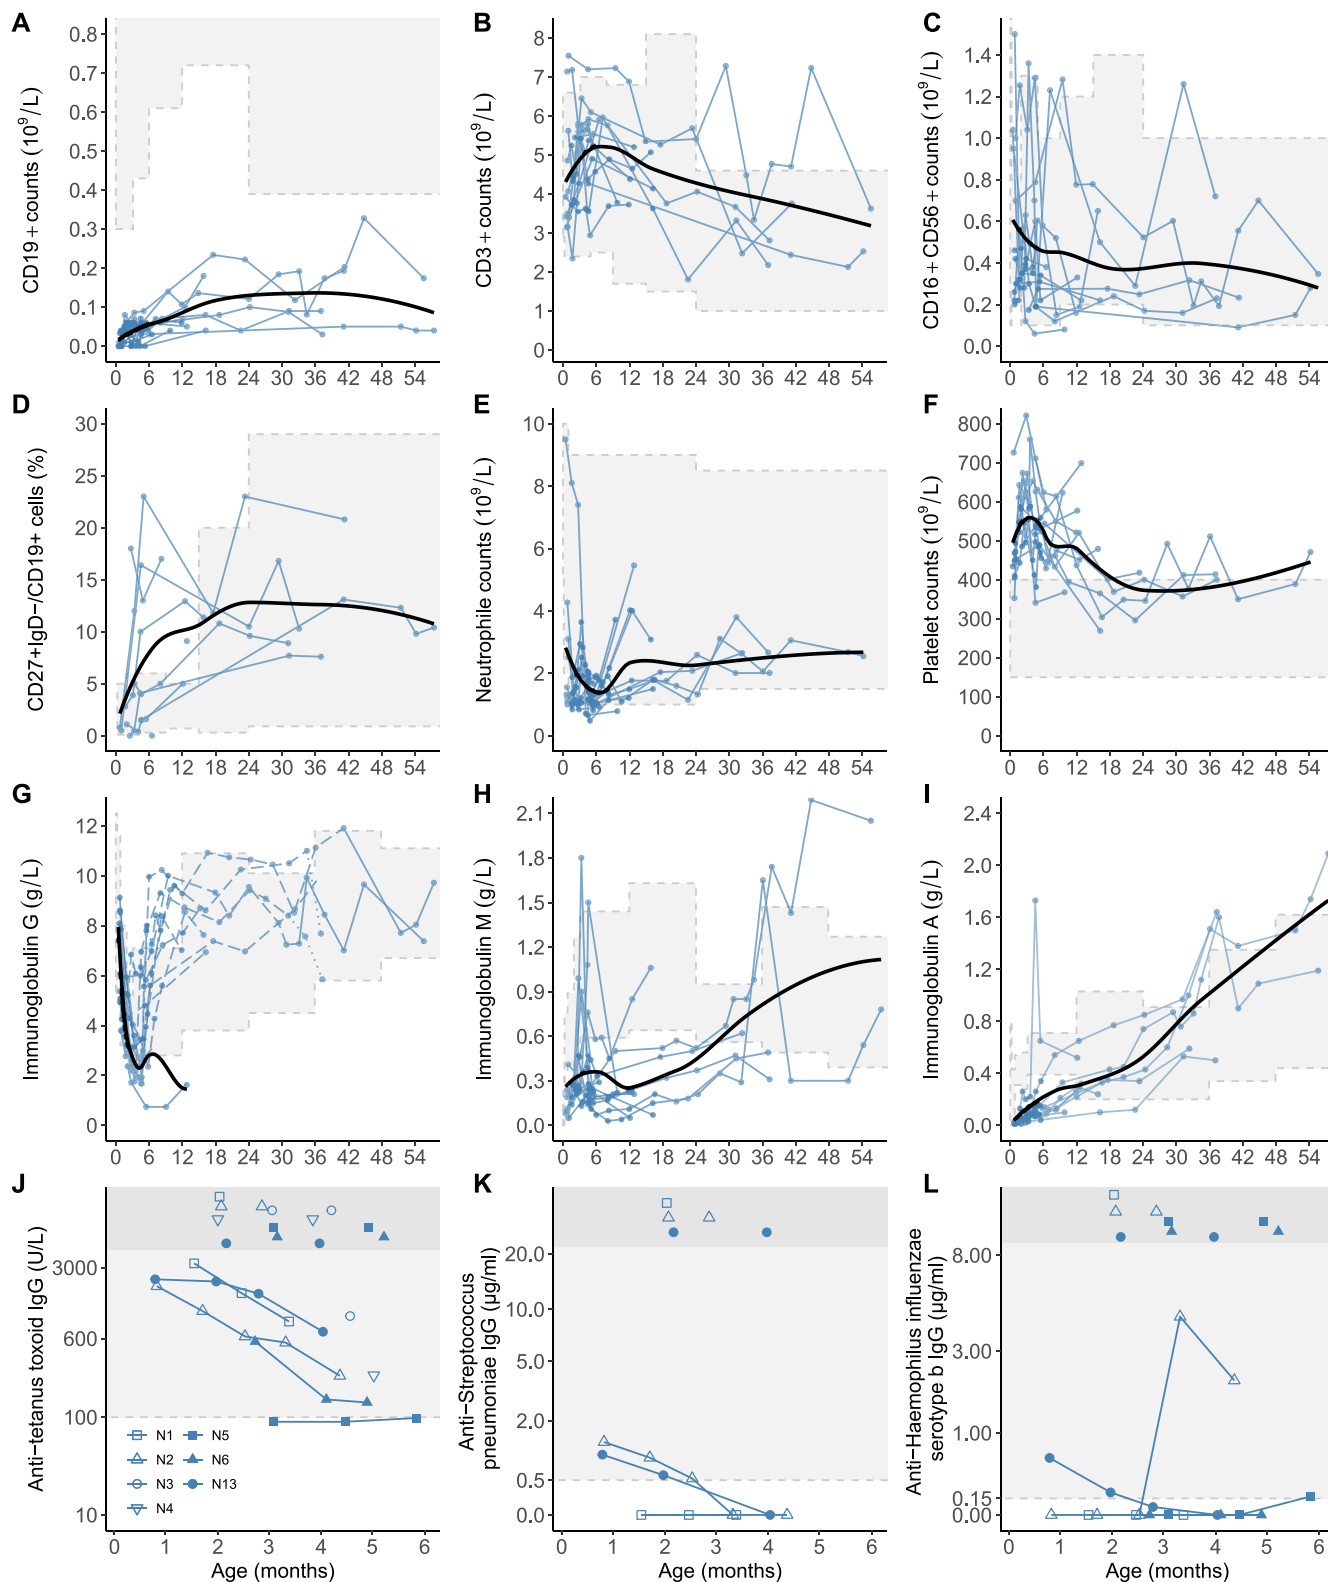 A
CD19+counts (10⁹/L)
0.8
0.7
0.6
0.5
0.4
0.3
0.2
0.1
0.0
0 6 12 18 24 30 36 42 48 54
B
CD3+counts (10⁹/L)
8
7
6
5
4
3
2
1
0
0 6 12 18 24 30 36 42 48 54
C
CD16+CD56+counts (10⁹/L)
1.4
1.2
1.0
0.8
0.6
0.4
0.2
0.0
0 6 12 18 24 30 36 42 48 54
D
CD27+IgD−/CD19+ cells (%)
30
25
20
15
10
5
0
0 6 12 18 24 30 36 42 48 54
E
Neutrophile counts (10⁹/L)
10
8
6
4
2
0
0 6 12 18 24 30 36 42 48 54
F
Platelet counts (10⁹/L)
800
700
600
500
400
300
200
100
0
0 6 12 18 24 30 36 42 48 54
G
Immunoglobulin G (g/L)
12
10
8
6
4
2
0
0 6 12 18 24 30 36 42 48 54
H
Immunoglobulin M (g/L)
2.1
1.8
1.5
1.2
0.9
0.6
0.3
0.0
0 6 12 18 24 30 36 42 48 54
I
Immunoglobulin A (g/L)
2.4
2.0
1.6
1.2
0.8
0.4
0.0
0 6 12 18 24 30 36 42 48 54
J
Anti−tetanus toxoid IgG (U/L)
3000
600
100
10
N1 N5
N2 N6
N3 N13
N4
0 1 2 3 4 5 6
Age (months)
K
Anti−Streptococcus
pneumoniae IgG (µg/ml)
20.0
10.0
5.0
2.0
0.5
0.0
0 1 2 3 4 5 6
Age (months)
L
Anti−Haemophilus influenzae
serotype b IgG (µg/ml)
8.00
3.00
1.00
0.15
0.00
0 1 2 3 4 5 6
Age (months)